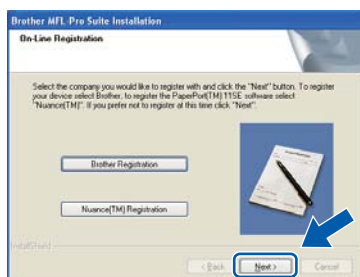 Brother MFL-Pro Suite Installation
On-Line Registration
Select the company you would like to register with and click the "Next" button. To register
your device select Brother, to register the PaperPort(TM) 11SE software select
"Nuance(TM)". If you prefer not to register at this time click "Next".
Brother Registration
Nuance(TM) Registration
InstallShield
< Back Next > Cancel